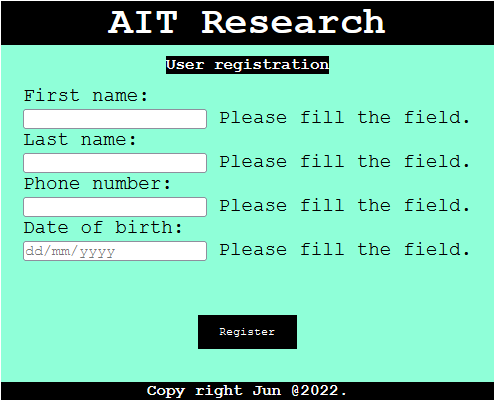 AIT Research
User registration
First name:
Please fill the field.
Last name:
Please fill the field.
Phone number:
Please fill the field.
Date of birth:
dd/mm/yyyy Please fill the field.
Register
Copy right Jun @2022.